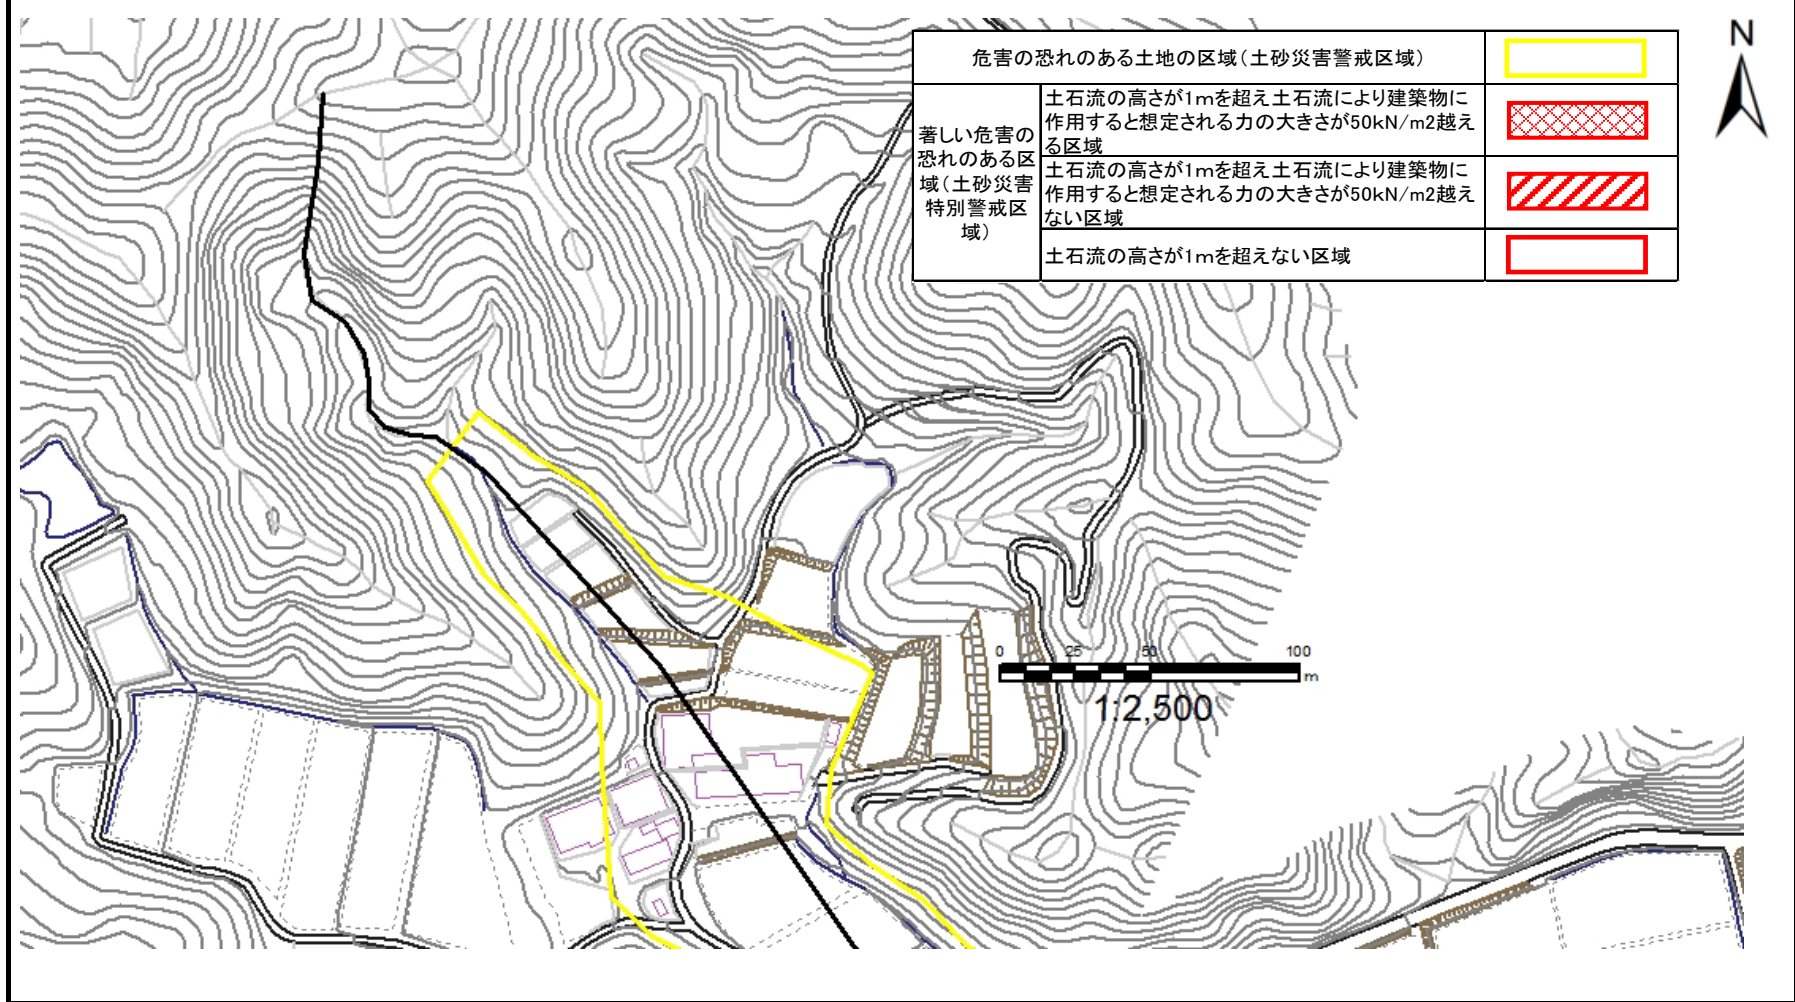 N
危害の恐れのある土地の区域(土砂災害警戒区域)
著しい危害の
恐れのある区
域(土砂災害
特別警戒区
域)
土石流の高さが1mを超え土石流により建築物に
作用すると想定される力の大きさが50kN/m2越え
る区域
土石流の高さが1mを超え土石流により建築物に
作用すると想定される力の大きさが50kN/m2越え
ない区域
土石流の高さが1mを超えない区域
0 25 50 100
m
1:2,500